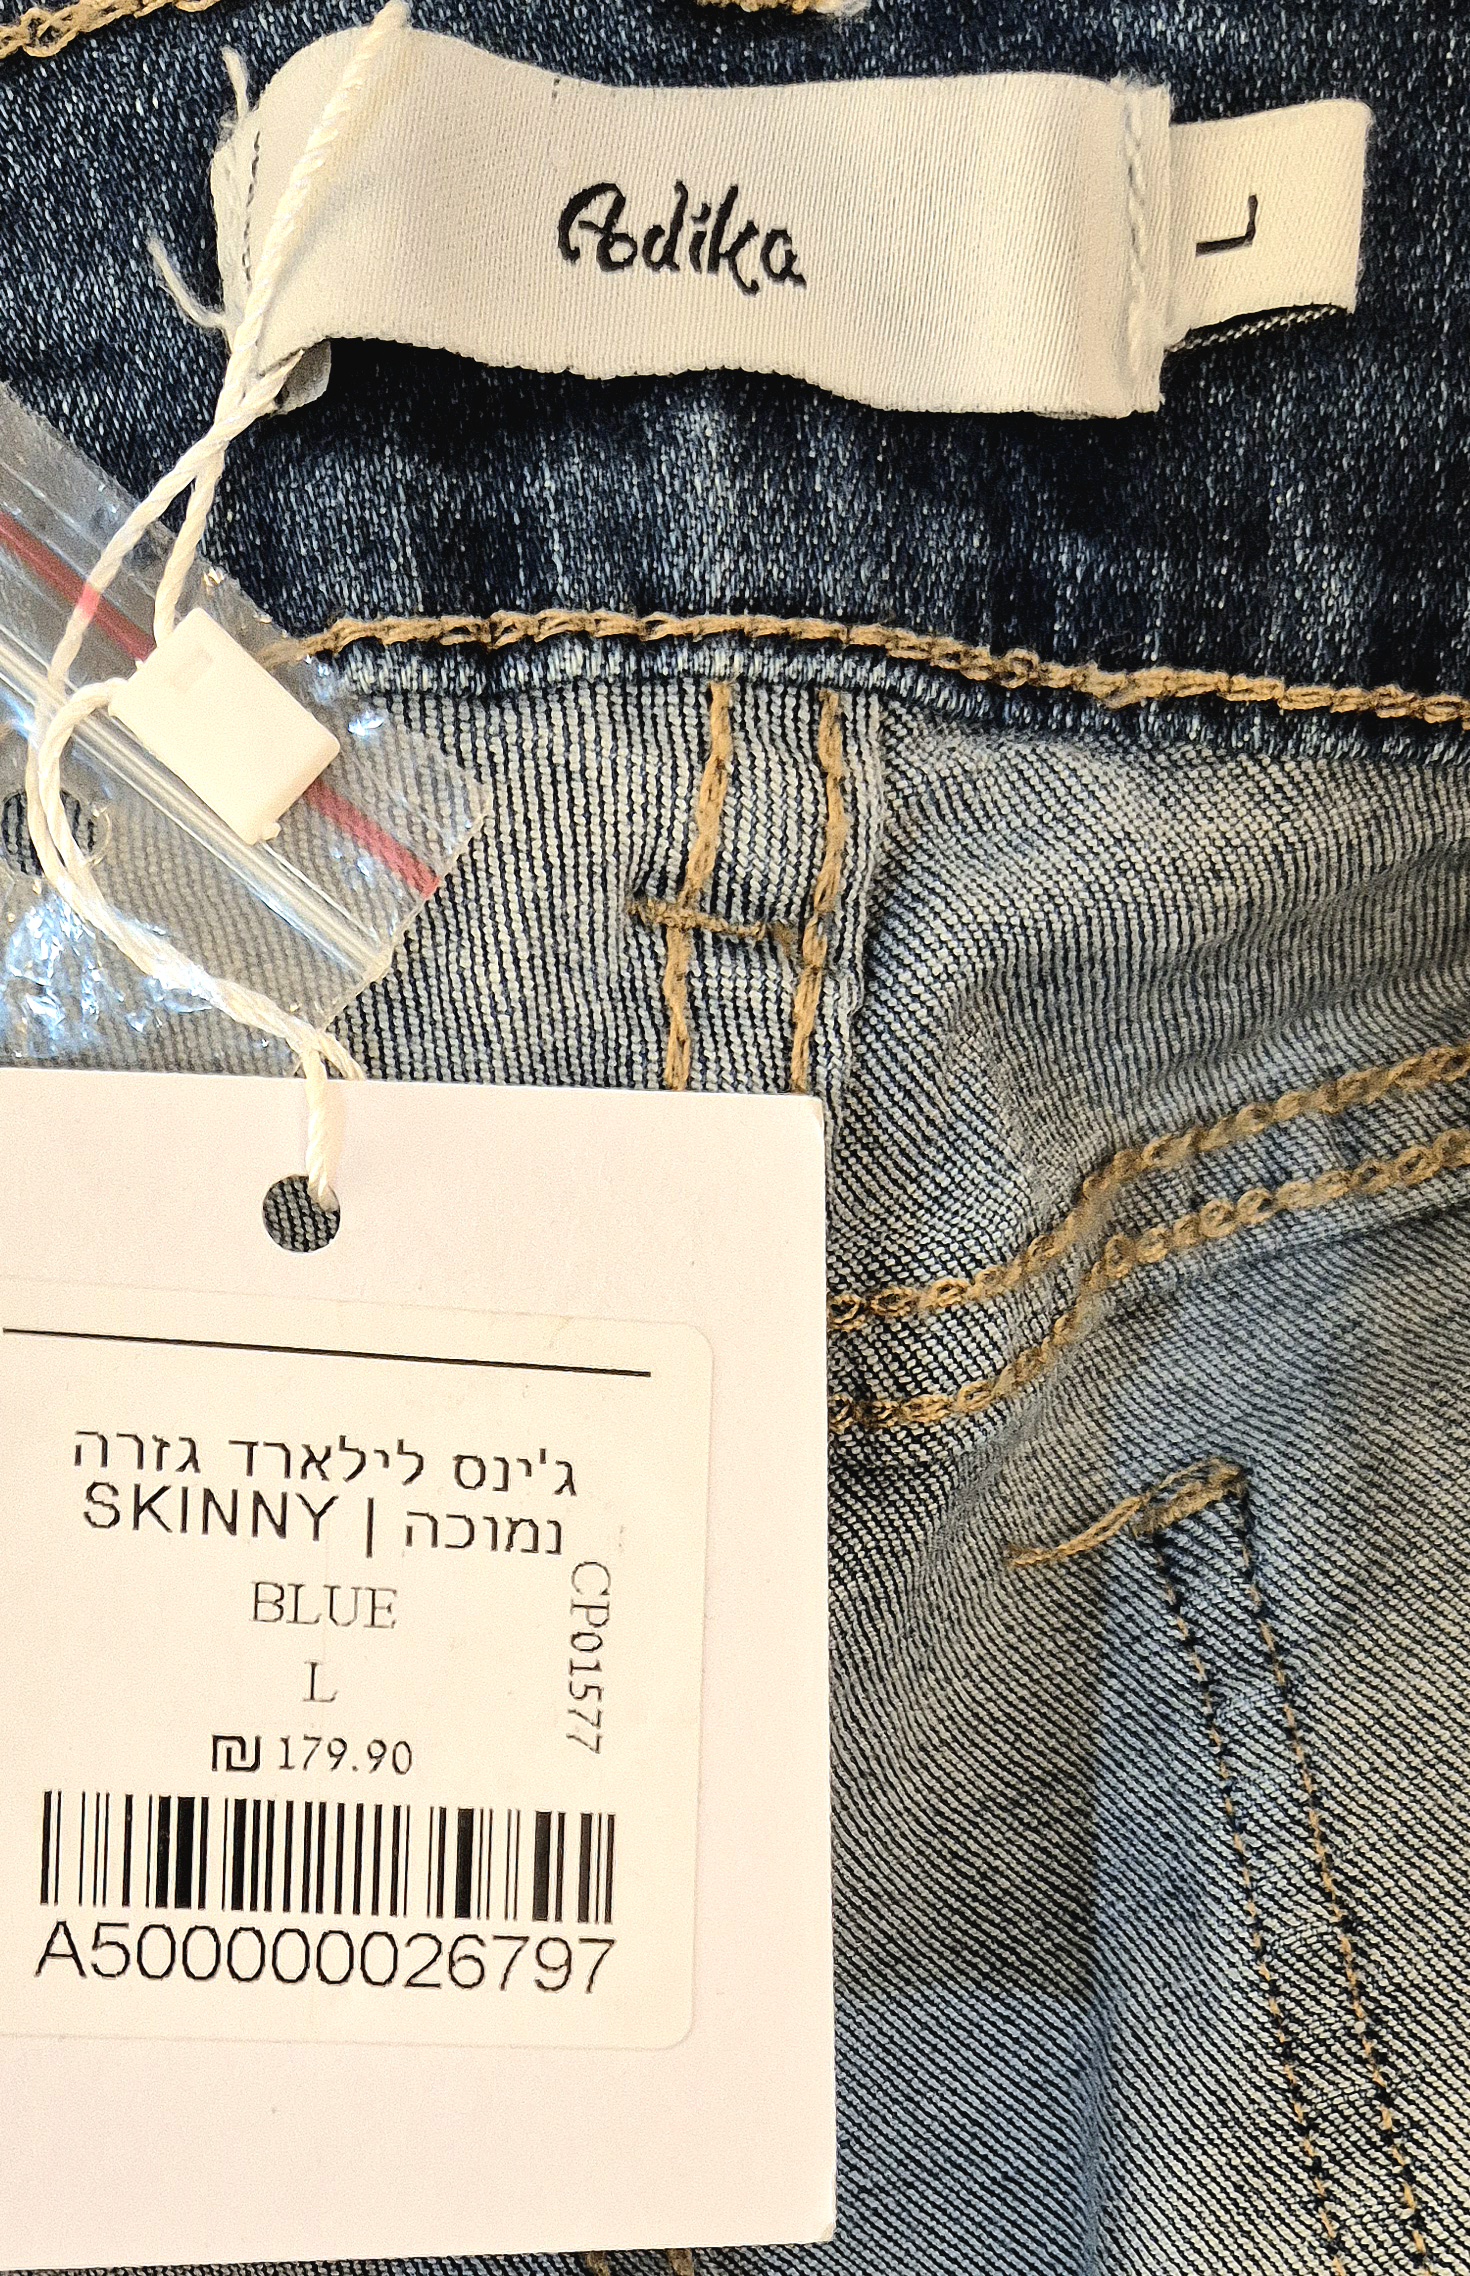 Adika
L
ג'ינס לילארד גזרה
נמוכה | SKINNY
BLUE
L
₪ 179.90
CP01577
A500000026797